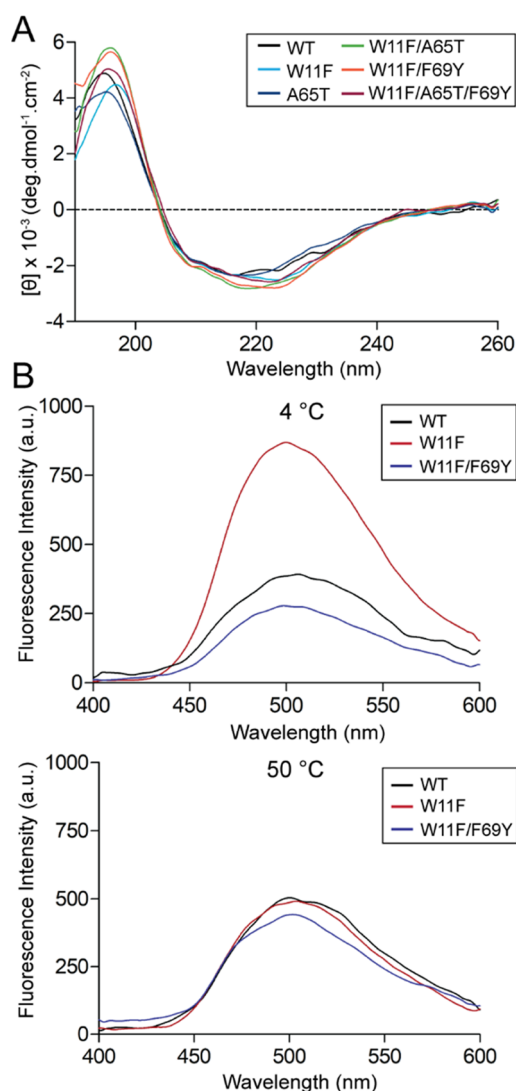 A
6
4
2
0
-2
-4
[θ] x 10⁻³ (deg.dmol⁻¹.cm⁻²)
WT
W11F
A65T
W11F/A65T
W11F/F69Y
W11F/A65T/F69Y
200
220
240
260
Wavelength (nm)
B
4 °C
1000
750
500
250
0
Fluorescence Intensity (a.u.)
WT
W11F
W11F/F69Y
400
450
500
550
600
Wavelength (nm)
50 °C
1000
750
500
250
0
Fluorescence Intensity (a.u.)
WT
W11F
W11F/F69Y
400
450
500
550
600
Wavelength (nm)